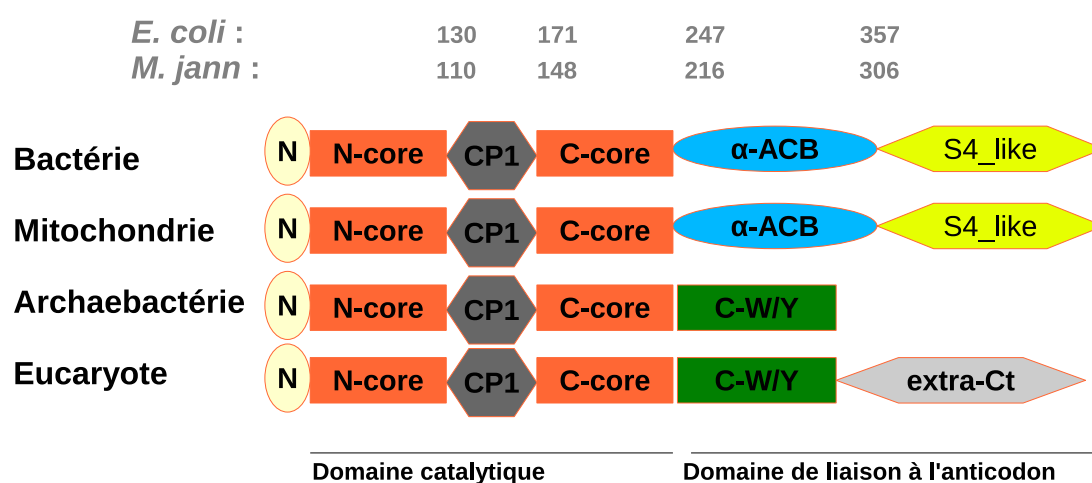 E. coli : 130 171 247 357
M. jann : 110 148 216 306
Bactérie N N-core CP1 C-core α-ACB S4_like
Mitochondrie N N-core CP1 C-core α-ACB S4_like
Archaebactérie N N-core CP1 C-core C-W/Y
Eucaryote N N-core CP1 C-core C-W/Y extra-Ct
Domaine catalytique Domaine de liaison à l'anticodon